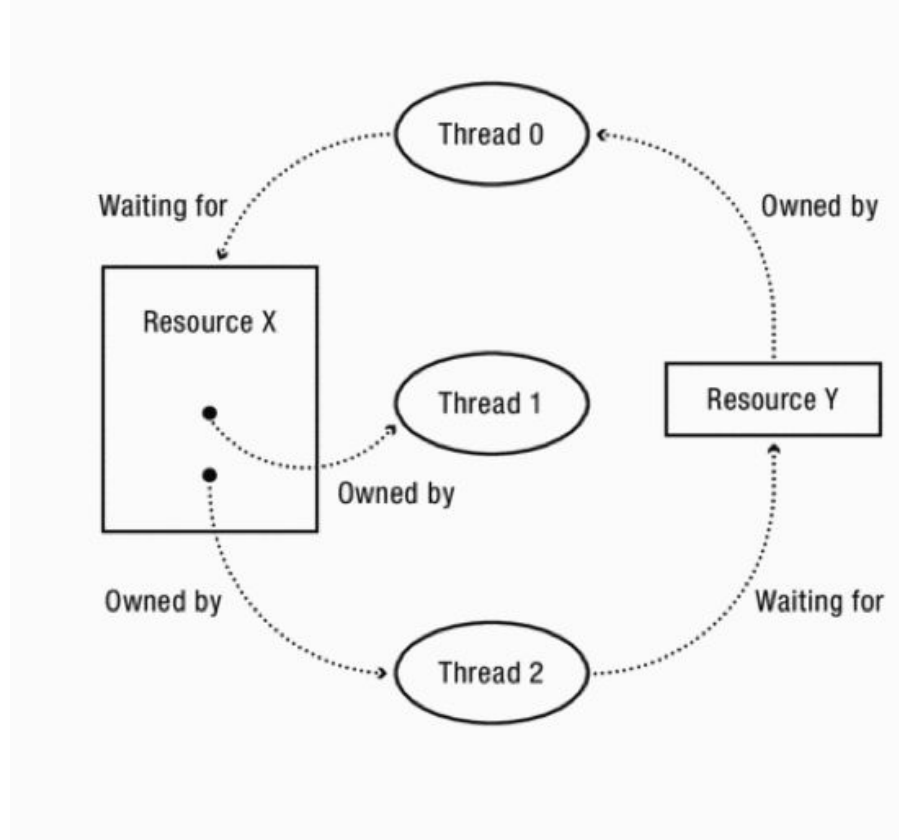 Thread 0
Waiting for
Owned by
Resource X
Thread 1
Resource Y
Owned by
Owned by
Waiting for
Thread 2